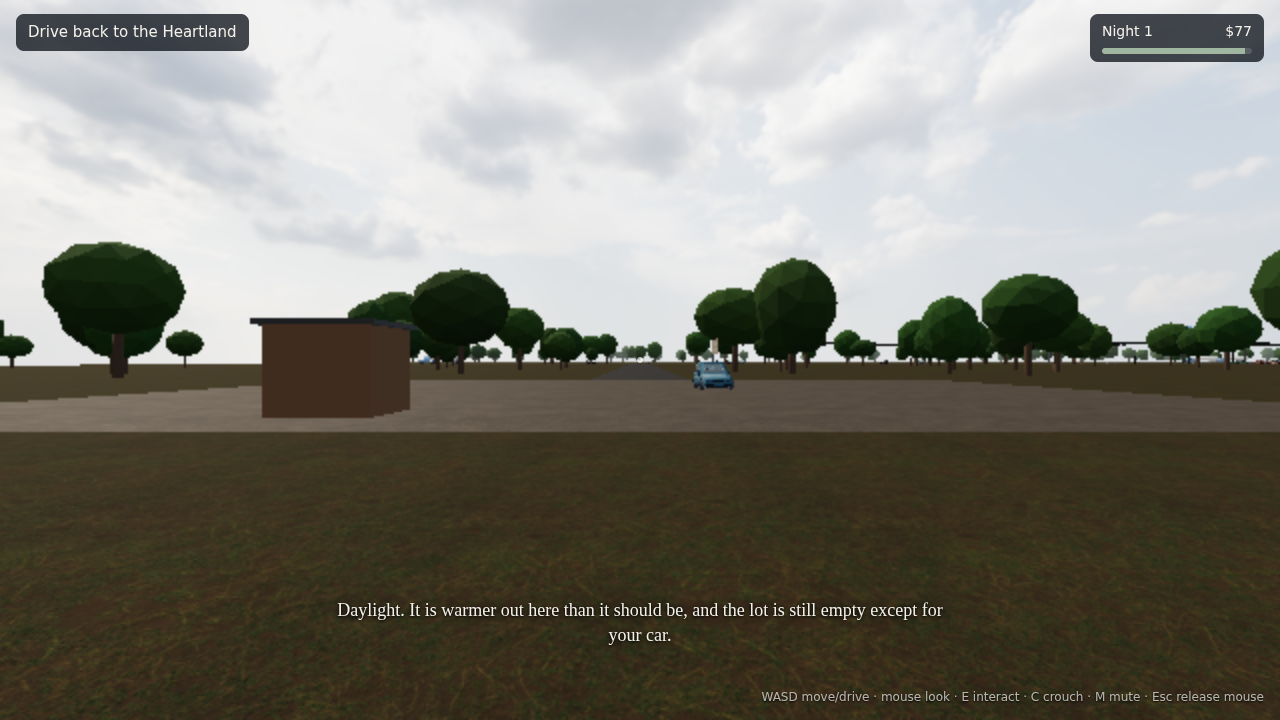 Drive back to the Heartland
Night 1 $77
Daylight. It is warmer out here than it should be, and the lot is still empty except for
your car.
WASD move/drive · mouse look · E interact · C crouch · M mute · Esc release mouse